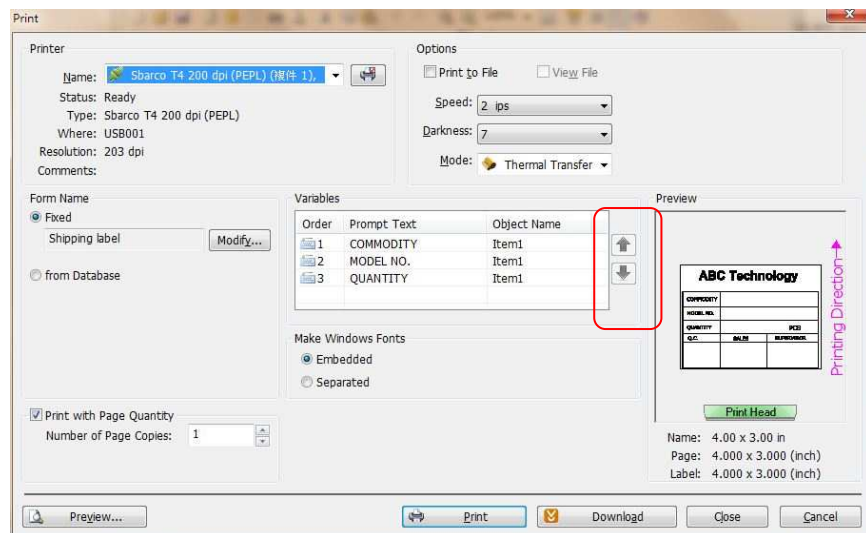 Print
Printer
Name: Sbarco T4 200 dpi (PEPL) (複件 1),
Status: Ready
Type: Sbarco T4 200 dpi (PEPL)
Where: USB001
Resolution: 203 dpi
Comments:
Options
Print to File View File
Speed: 2 ips
Darkness: 7
Mode: Thermal Transfer
Form Name
Fixed
Shipping label Modify...
from Database
Variables
Order Prompt Text Object Name
1 COMMODITY Item1
2 MODEL NO. Item1
3 QUANTITY Item1
Make Windows Fonts
Embedded
Separated
Print with Page Quantity
Number of Page Copies: 1
Preview
ABC Technology
COMMODITY
MODEL NO.
QUANTITY PCS
Q.C. SALES
Printing Direction
Print Head
Name: 4.00 x 3.00 in
Page: 4.000 x 3.000 (inch)
Label: 4.000 x 3.000 (inch)
Preview... Print Download Close Cancel